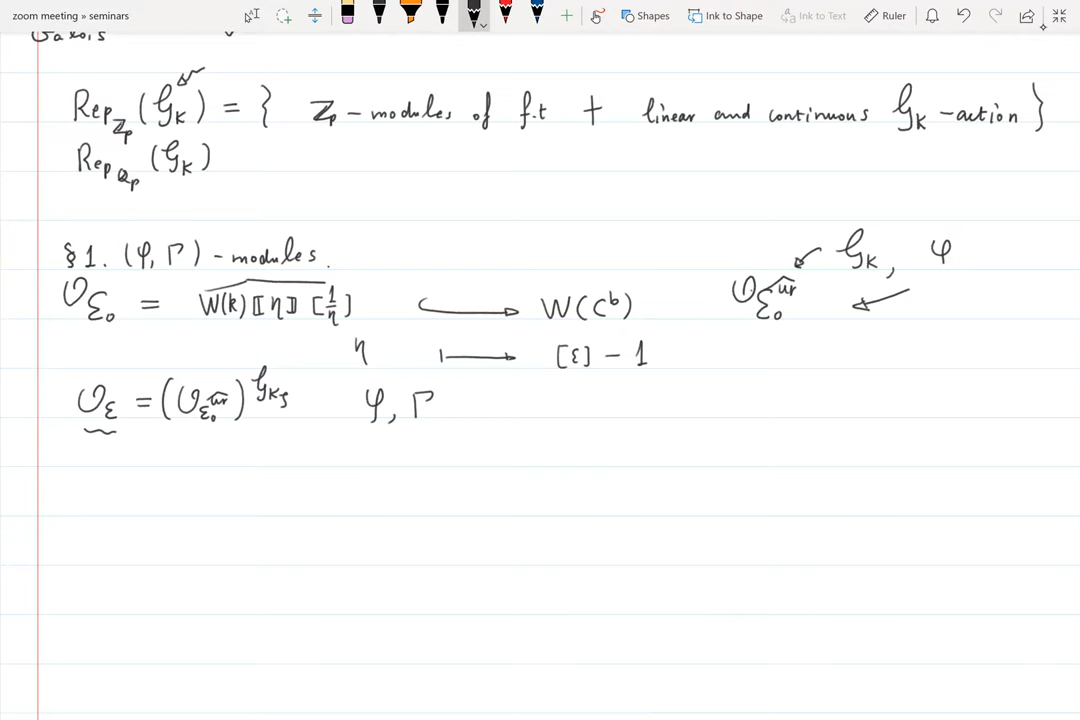 zoom meeting » seminars
Shapes Ink to Shape Ink to Text Ruler
Galois
Rep_{Z_p} (G_K) = { Z_p - modules of f.t + linear and continuous G_K - action }
Rep_{Q_p} (G_K)
§ 1. (φ, Γ) - modules.
G_K, φ
O_{ℰ_0} = \widehat{W(k)⟦η⟧[1/η]} ↪ W(C^b) O_{\widehat{ℰ_0^{ur}}}
η ⟼ [ε] - 1
O_ℰ = (O_{\widehat{ℰ_0^{ur}}})^{G_{K_ζ}} φ, Γ